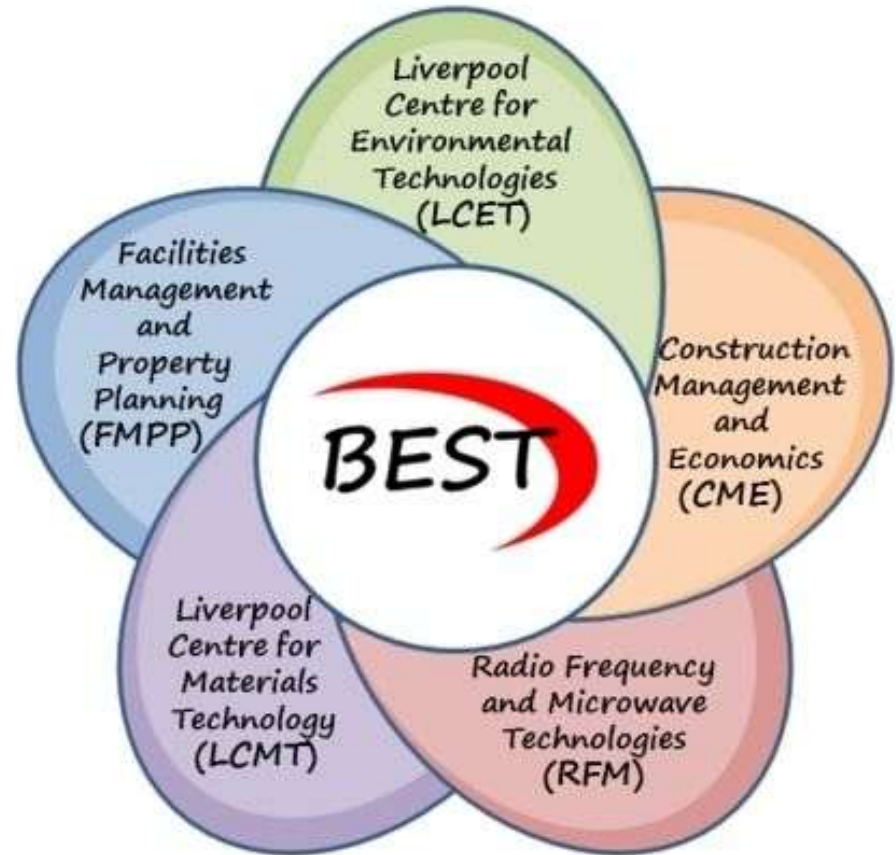 Liverpool
Centre for
Environmental
Technologies
(LCET)
Facilities
Management
and
Property
Planning
(FMPP)
Construction
Management
and
Economics
(CME)
BEST
Liverpool
Centre for
Materials
Technology
(LCMT)
Radio Frequency
and Microwave
Technologies
(RFM)